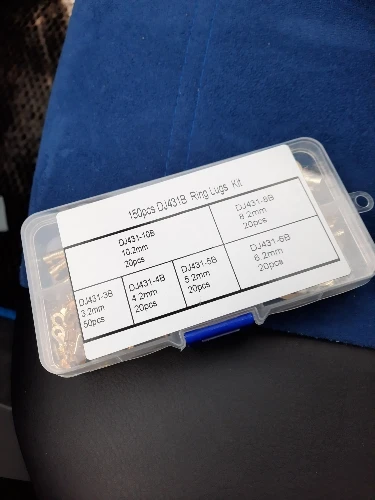 150pcs DJ431B Ring Lugs Kit
DJ431-10B
10.2mm
20pcs
DJ431-8B
8.2mm
20pcs
DJ431-3B
3.2mm
50pcs
DJ431-4B
4.2mm
20pcs
DJ431-5B
5.2mm
20pcs
DJ431-6B
6.2mm
20pcs